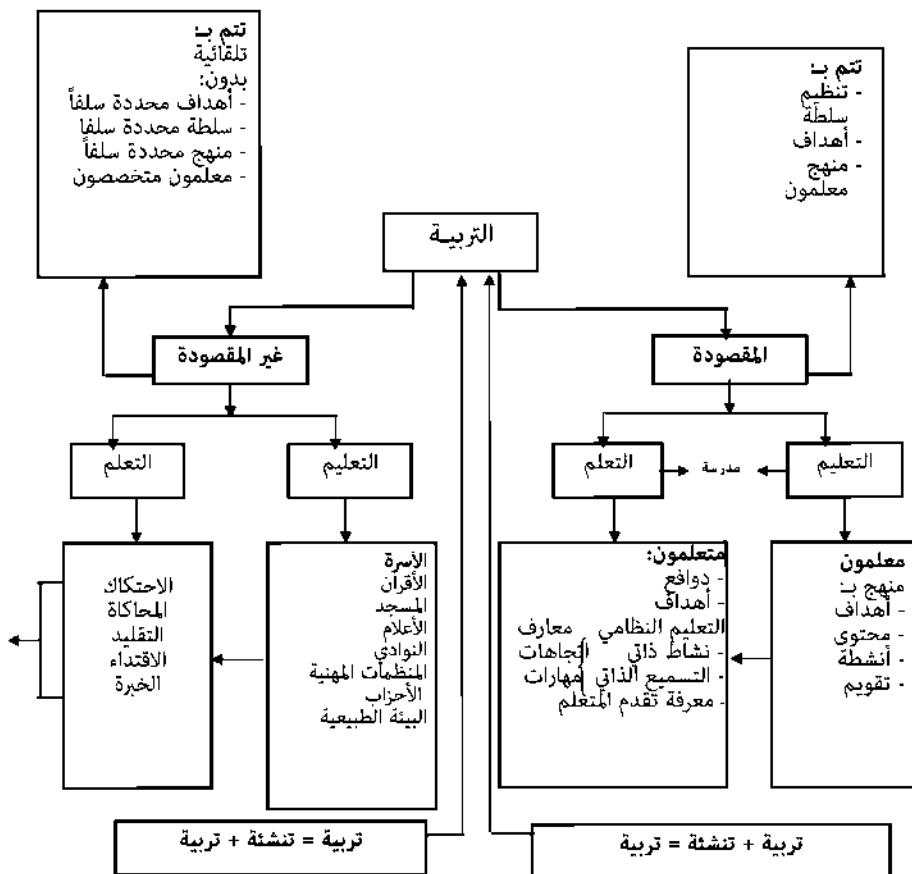 تتم بـ:
- تنظيم
سلطة
- أهداف
- منهج
معلمون
تتم بـ:
تلقائية
بدون:
- أهداف محددة سلفاً
- سلطة محددة سلفا
- منهج محددة سلفاً
- معلمون متخصصون
التربيــة
المقصودة
غير المقصودة
التعليم
مدرسة
التعلم
التعليم
التعلم
معلمون
منهج بـ:
- أهداف
- محتوى
- أنشطة
- تقويم
متعلمون:
- دوافع
- أهداف
التعليم النظامي معارف
- نشاط ذاتي اتجاهات
- التسميع الذاتي مهارات
- معرفة تقدم المتعلم
الأسرة
الأقران
المسجد
الأعلام
النوادي
المنظمات المهنية
الأحزاب
البيئة الطبيعية
الاحتكاك
المحاكاة
التقليد
الاقتداء
الخبرة
تربية + تنشئة = تربية
تربية = تنشئة + تربية